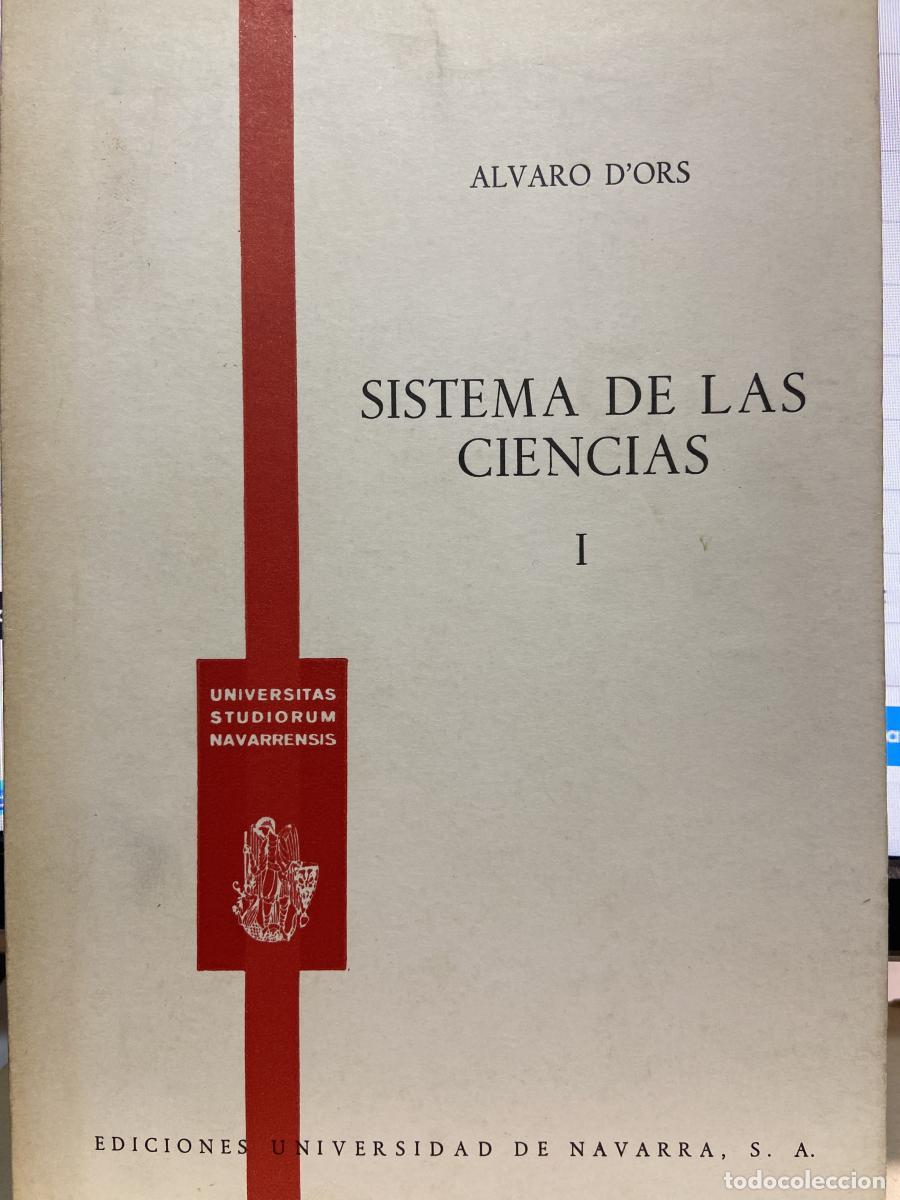 ALVARO D'ORS
SISTEMA DE LAS
CIENCIAS
I
UNIVERSITAS
STUDIORUM
NAVARRENSIS
EDICIONES UNIVERSIDAD DE NAVARRA, S. A.
todocoleccion